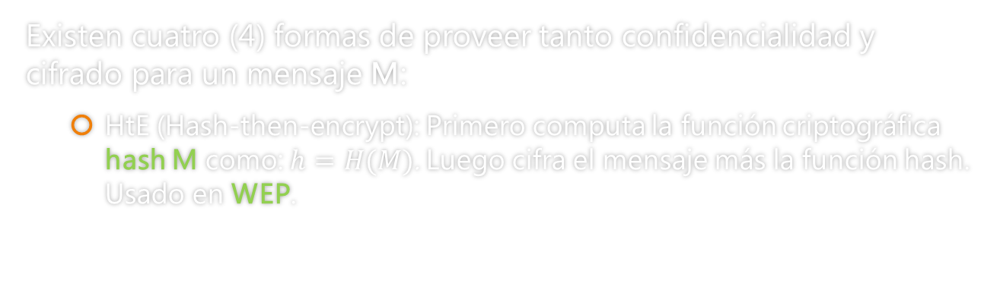 Existen cuatro (4) formas de proveer tanto confidencialidad y
cifrado para un mensaje M:
HtE (Hash-then-encrypt): Primero computa la función criptográfica
hash M como: ℎ = 𝐻(𝑀). Luego cifra el mensaje más la función hash.
Usado en WEP.